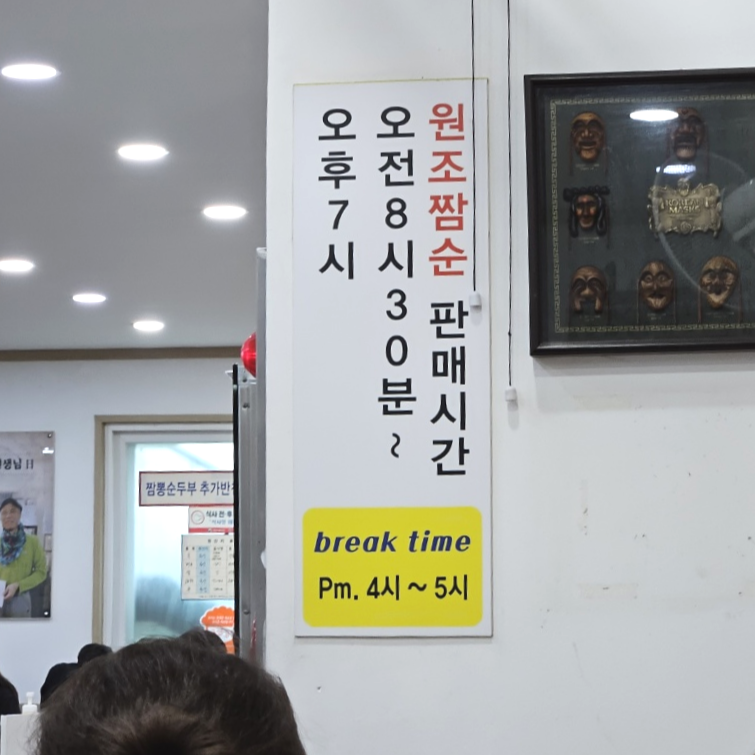 원조짬순 판매시간
오전8시30분~
오후7시
break time
Pm. 4시 ~ 5시
짬뽕순두부 추가반